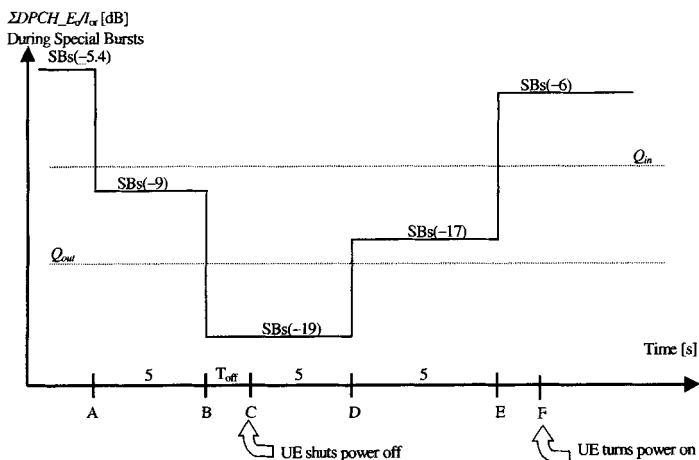 ΣDPCH_Ec/Ior [dB]
During Special Bursts
SBs(–5.4)
SBs(–6)
Qin
SBs(–9)
SBs(–17)
Qout
SBs(–19)
Time [s]
5
Toff
5
5
A
B
C
D
E
F
UE shuts power off
UE turns power on